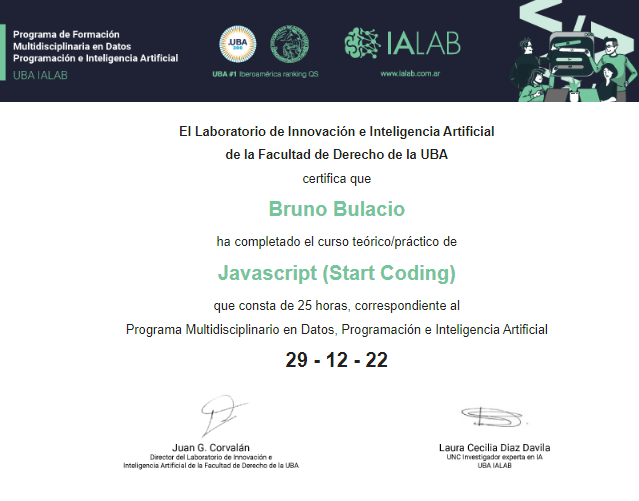 Programa de Formación
Multidisciplinaria en Datos
Programación e Inteligencia Artificial
UBA IALAB
.UBA
200
UBA #1 Iberoamérica ranking QS
IALAB
www.ialab.com.ar
El Laboratorio de Innovación e Inteligencia Artificial
de la Facultad de Derecho de la UBA
certifica que
Bruno Bulacio
ha completado el curso teórico/práctico de
Javascript (Start Coding)
que consta de 25 horas, correspondiente al
Programa Multidisciplinario en Datos, Programación e Inteligencia Artificial
29 - 12 - 22
Juan G. Corvalán
Director del Laboratorio de Innovación e
Inteligencia Artificial de la Facultad de Derecho de la UBA
Laura Cecilia Díaz Davila
UNC Investigador experta en IA
UBA IALAB